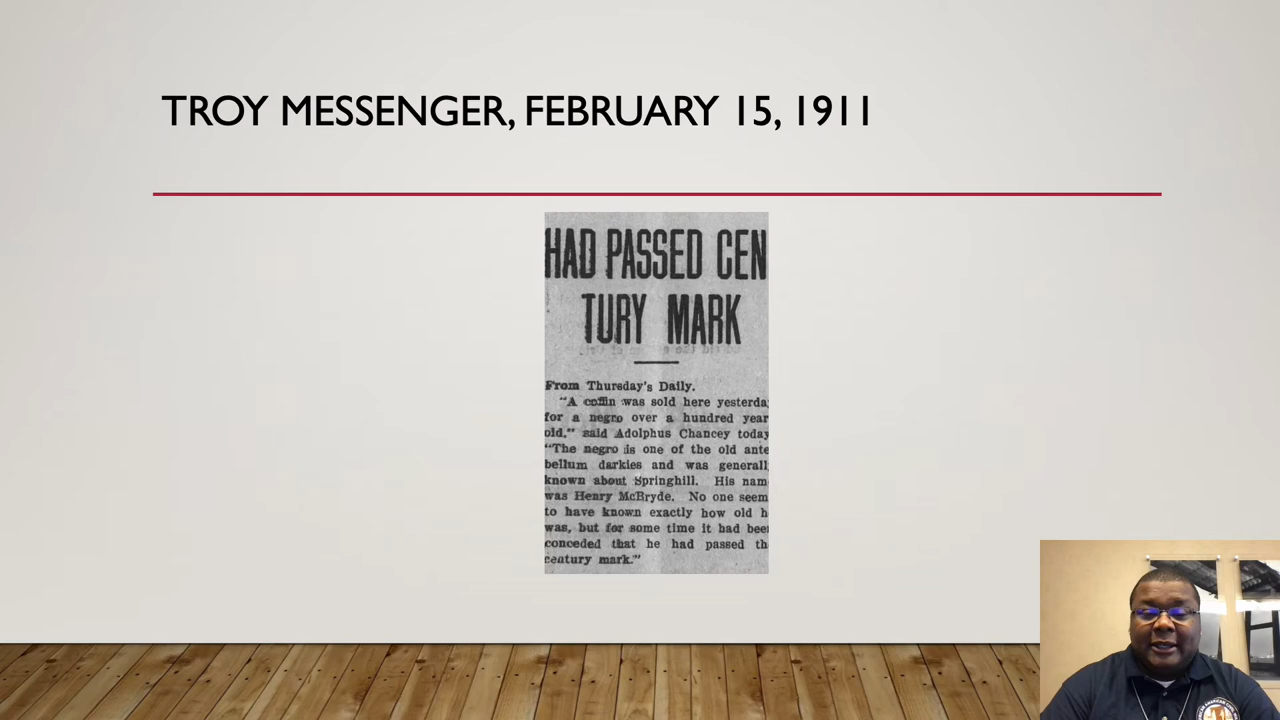 TROY MESSENGER, FEBRUARY 15, 1911
HAD PASSED CEN
TURY MARK
From Thursday's Daily.
"A coffin was sold here yesterda
for a negro over a hundred year
old," said Adolphus Chancey today
"The negro is one of the old ante
bellum darkies and was generall
known about Springhill. His nam
was Henry McBryde. No one seem
to have known exactly how old h
was, but for some time it had bee
conceded that he had passed th
century mark."